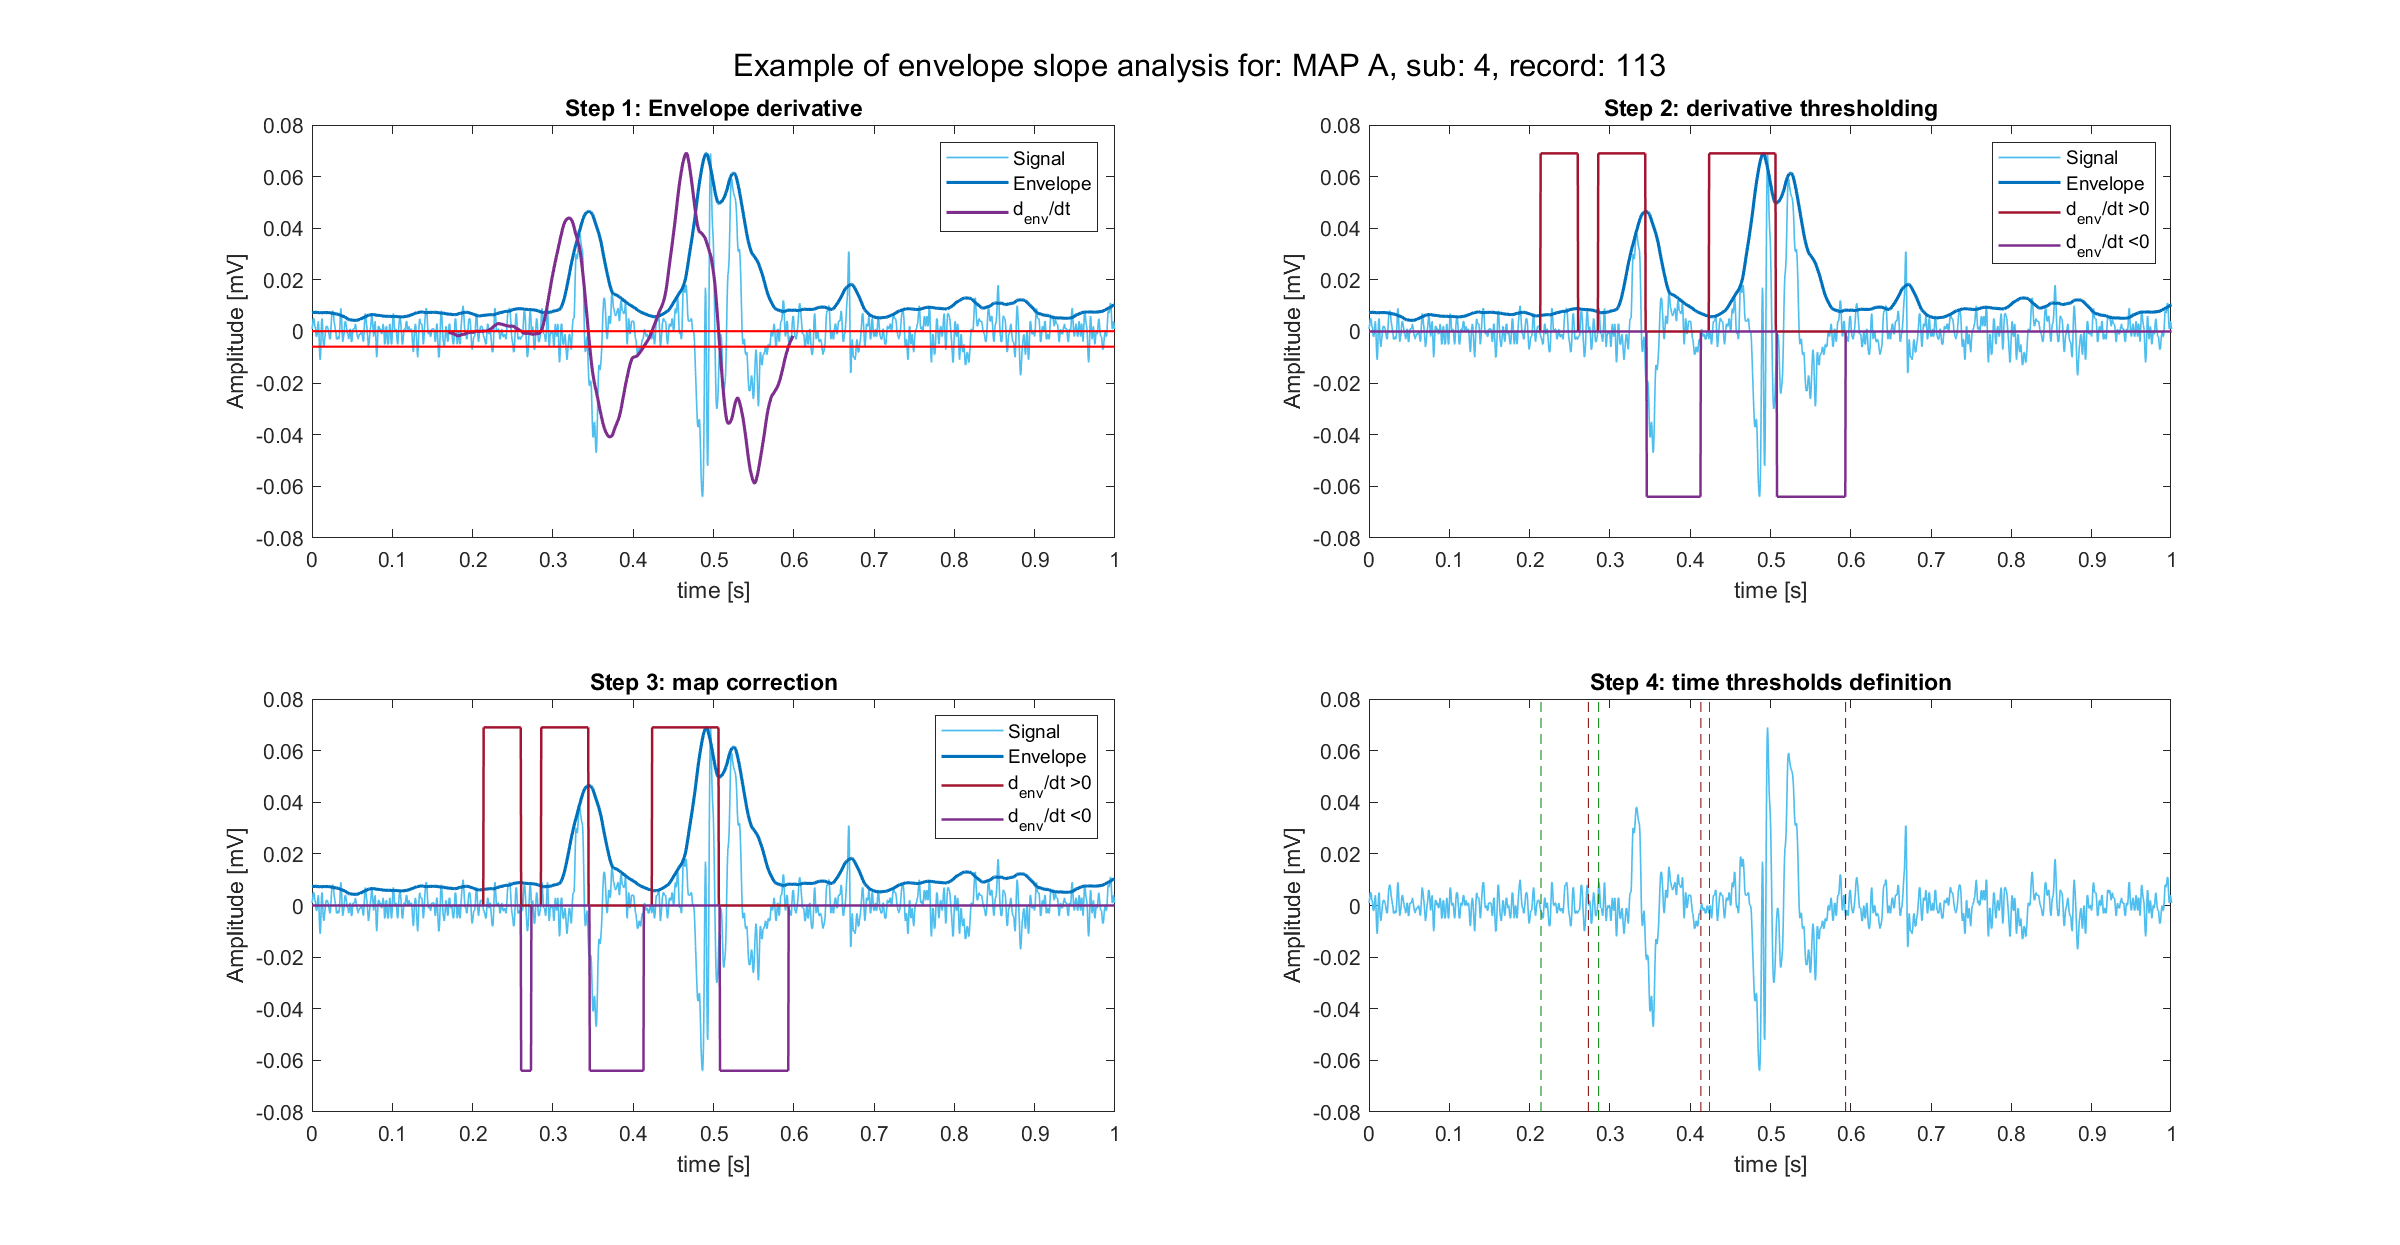 Example of envelope slope analysis for: MAP A, sub: 4, record: 113
Step 1: Envelope derivative
0.08
0.06
0.04
0.02
0
-0.02
-0.04
-0.06
-0.08
Amplitude [mV]
0 0.1 0.2 0.3 0.4 0.5 0.6 0.7 0.8 0.9 1
time [s]
Signal
Envelope
d_env/dt
Step 2: derivative thresholding
0.08
0.06
0.04
0.02
0
-0.02
-0.04
-0.06
-0.08
Amplitude [mV]
0 0.1 0.2 0.3 0.4 0.5 0.6 0.7 0.8 0.9 1
time [s]
Signal
Envelope
d_env/dt >0
d_env/dt <0
Step 3: map correction
0.08
0.06
0.04
0.02
0
-0.02
-0.04
-0.06
-0.08
Amplitude [mV]
0 0.1 0.2 0.3 0.4 0.5 0.6 0.7 0.8 0.9 1
time [s]
Signal
Envelope
d_env/dt >0
d_env/dt <0
Step 4: time thresholds definition
0.08
0.06
0.04
0.02
0
-0.02
-0.04
-0.06
-0.08
Amplitude [mV]
0 0.1 0.2 0.3 0.4 0.5 0.6 0.7 0.8 0.9 1
time [s]